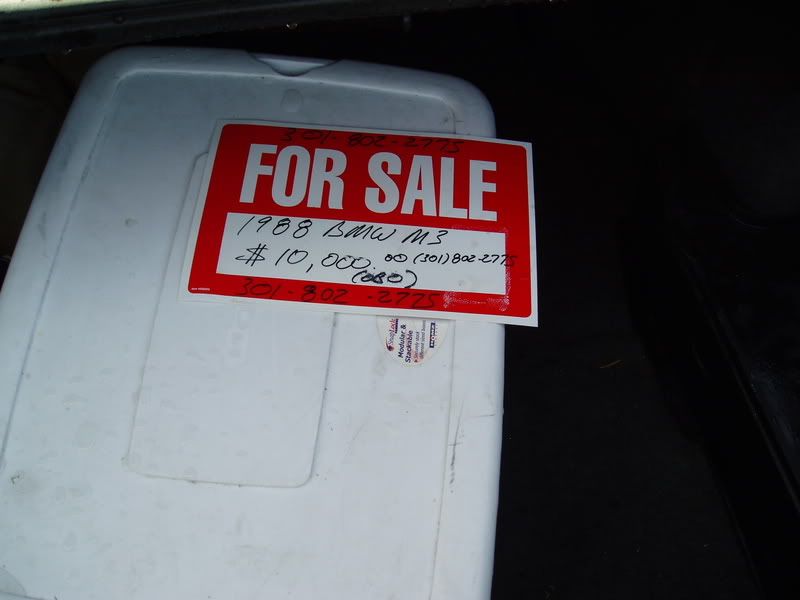 301-802-2775
FOR SALE
1988 BMW M3
$10,000.00 (301) 802-2775
(OBO)
301-802-2775
Modular &
Stackable